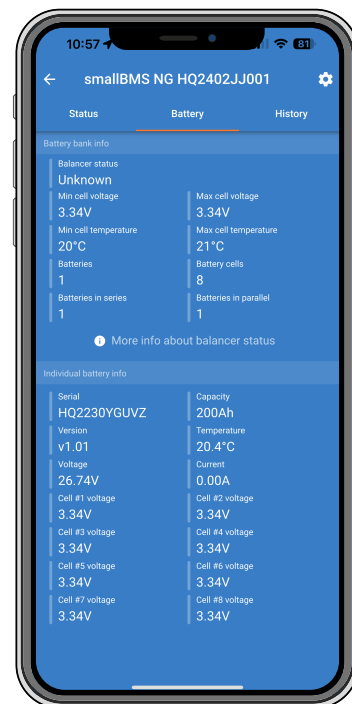 10:57
81
smallBMS NG HQ2402JJ001
Status Battery History
Battery bank info
Balancer status
Unknown
Min cell voltage Max cell voltage
3.34V 3.34V
Min cell temperature Max cell temperature
20°C 21°C
Batteries Battery cells
1 8
Batteries in series Batteries in parallel
1 1
More info about balancer status
Individual battery info
Serial Capacity
HQ2230YGUVZ 200Ah
Version Temperature
v1.01 20.4°C
Voltage Current
26.74V 0.00A
Cell #1 voltage Cell #2 voltage
3.34V 3.34V
Cell #3 voltage Cell #4 voltage
3.34V 3.34V
Cell #5 voltage Cell #6 voltage
3.34V 3.34V
Cell #7 voltage Cell #8 voltage
3.34V 3.34V